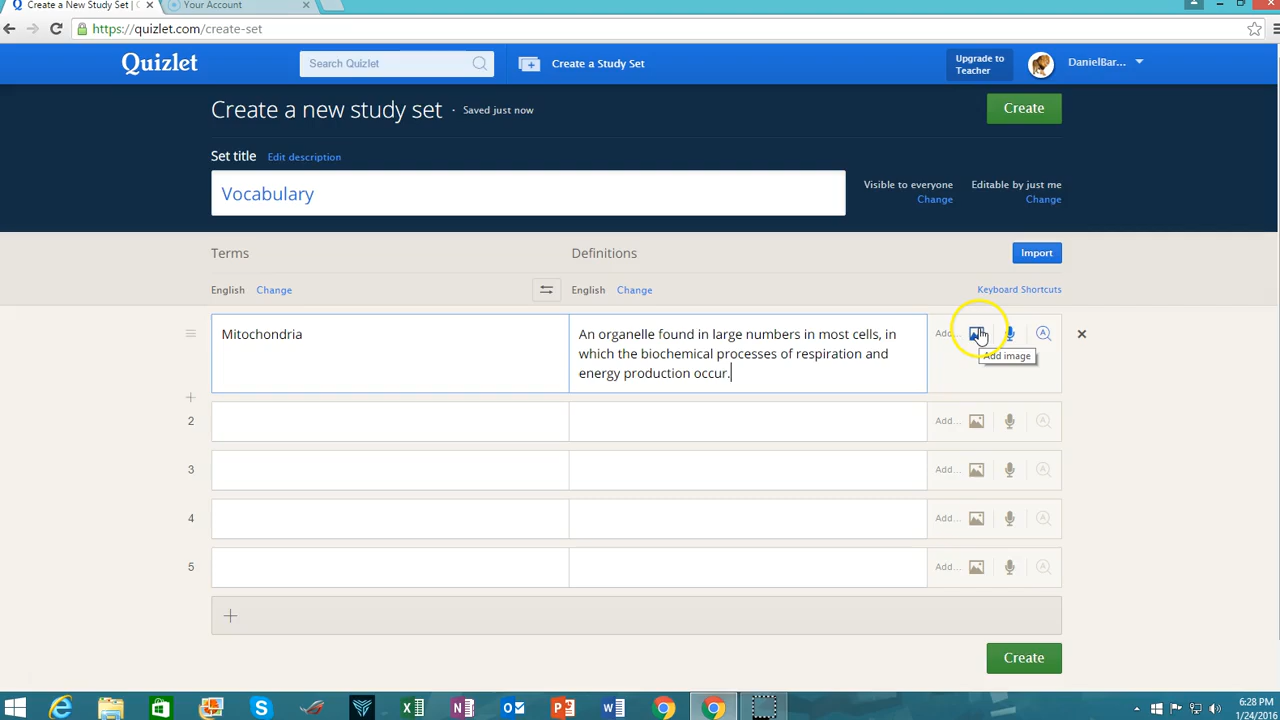 Create a New Study Set |
Your Account
https://quizlet.com/create-set
Quizlet
Search Quizlet
Create a Study Set
Upgrade to
Teacher
DanielBar...
Create a new study set · Saved just now
Create
Set title Edit description
Vocabulary
Visible to everyone
Change
Editable by just me
Change
Terms
Definitions
Import
English Change
English Change
Keyboard Shortcuts
Mitochondria
An organelle found in large numbers in most cells, in
which the biochemical processes of respiration and
energy production occur.
Add...
Add image
2
Add...
3
Add...
4
Add...
5
Add...
Create
6:28 PM
1/24/2016